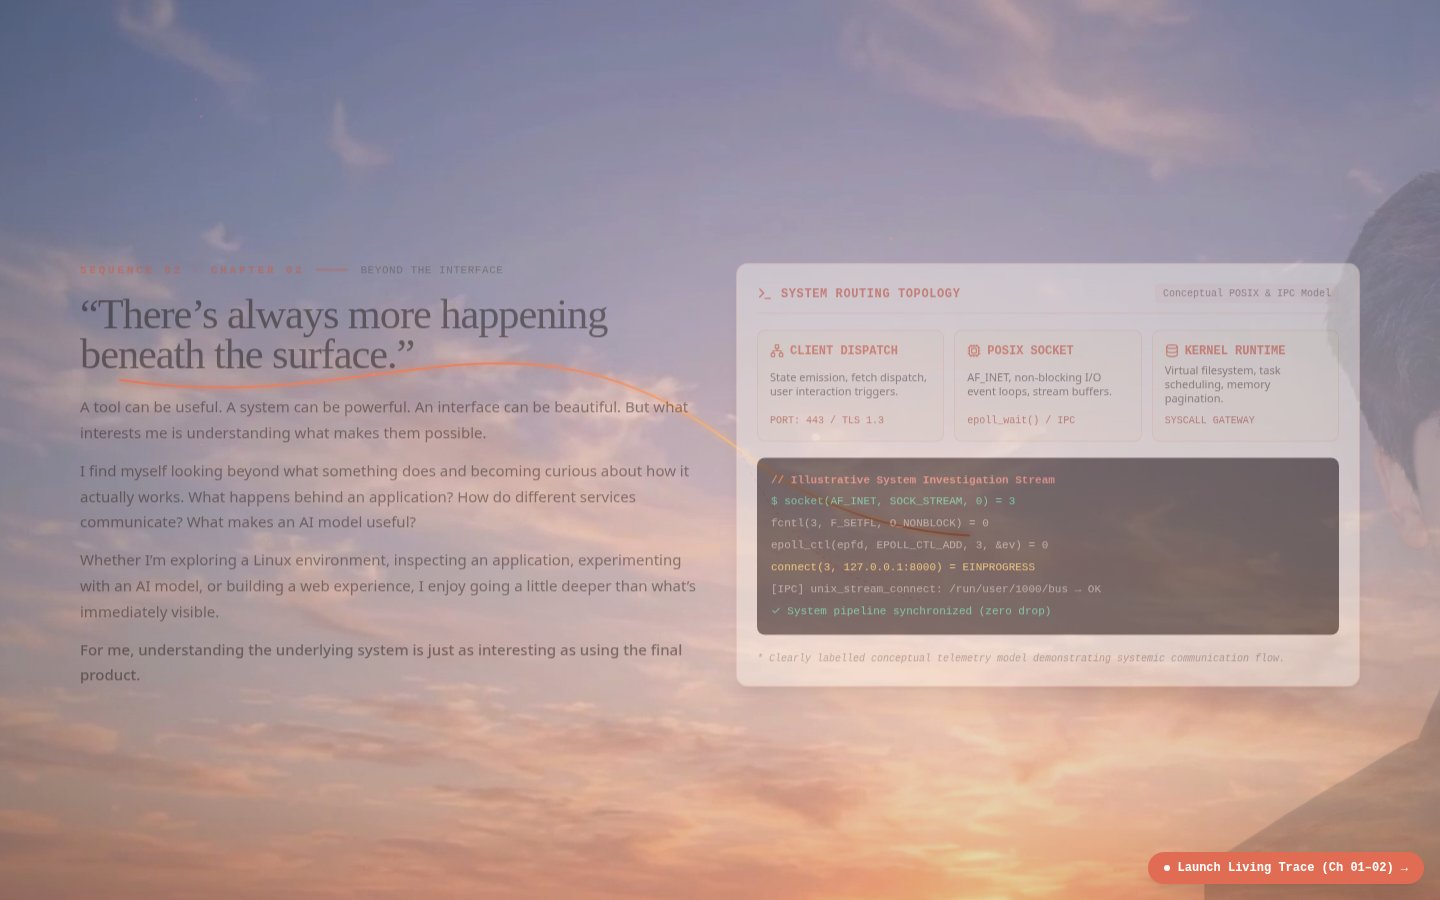 SEQUENCE 02 · CHAPTER 02 BEYOND THE INTERFACE
“There’s always more happening
beneath the surface.”
A tool can be useful. A system can be powerful. An interface can be beautiful. But what
interests me is understanding what makes them possible.
I find myself looking beyond what something does and becoming curious about how it
actually works. What happens behind an application? How do different services
communicate? What makes an AI model useful?
Whether I’m exploring a Linux environment, inspecting an application, experimenting
with an AI model, or building a web experience, I enjoy going a little deeper than what’s
immediately visible.
For me, understanding the underlying system is just as interesting as using the final
product.
SYSTEM ROUTING TOPOLOGY
Conceptual POSIX & IPC Model
CLIENT DISPATCH
State emission, fetch dispatch,
user interaction triggers.
PORT: 443 / TLS 1.3
POSIX SOCKET
AF_INET, non-blocking I/O
event loops, stream buffers.
epoll_wait() / IPC
KERNEL RUNTIME
Virtual filesystem, task
scheduling, memory
pagination.
SYSCALL GATEWAY
// Illustrative System Investigation Stream
$ socket(AF_INET, SOCK_STREAM, 0) = 3
fcntl(3, F_SETFL, O_NONBLOCK) = 0
epoll_ctl(epfd, EPOLL_CTL_ADD, 3, &ev) = 0
connect(3, 127.0.0.1:8000) = EINPROGRESS
[IPC] unix_stream_connect: /run/user/1000/bus → OK
✓ System pipeline synchronized (zero drop)
* Clearly labelled conceptual telemetry model demonstrating systemic communication flow.
Launch Living Trace (Ch 01–02) →